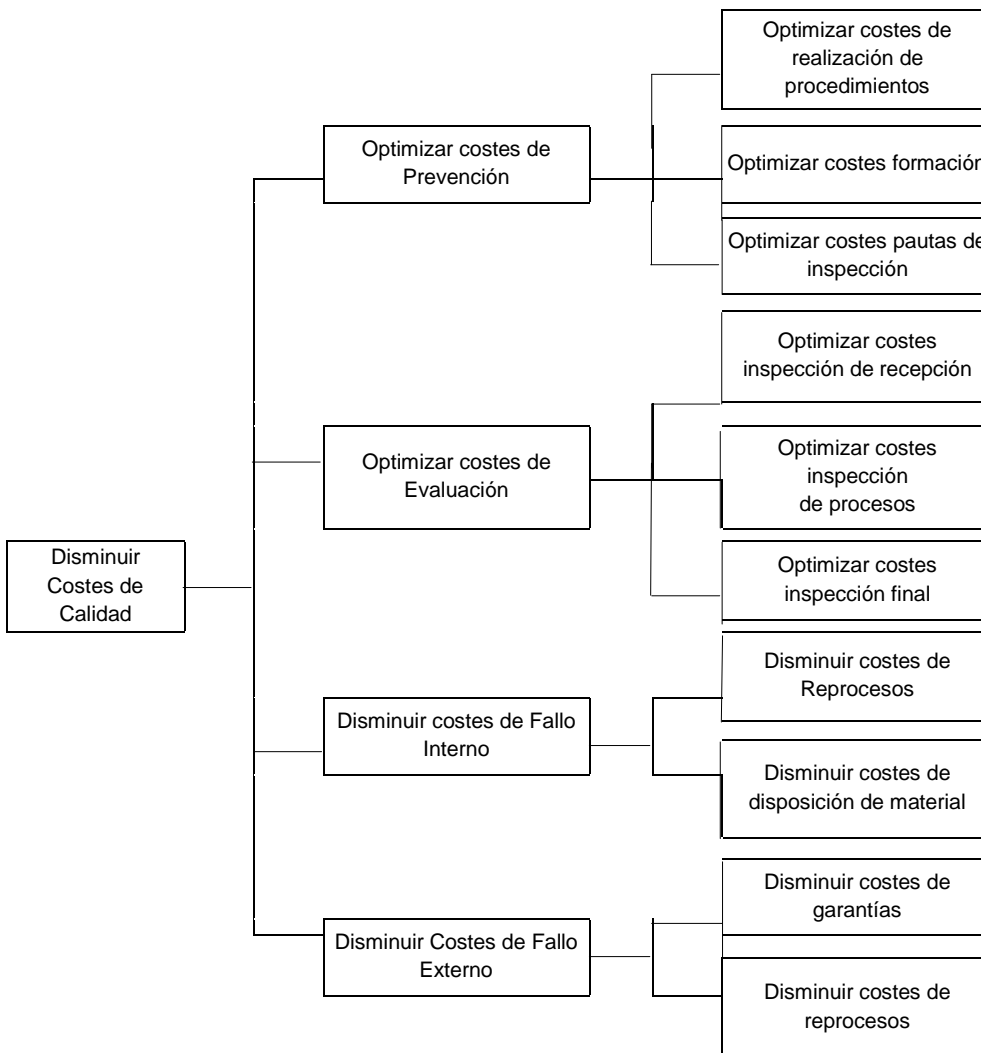 Optimizar costes de
realización de
procedimientos
Optimizar costes de
Prevención
Optimizar costes formación
Optimizar costes pautas de
inspección
Optimizar costes
inspección de recepción
Optimizar costes de
Evaluación
Optimizar costes
inspección
de procesos
Disminuir
Costes de
Calidad
Optimizar costes
inspección final
Disminuir costes de
Reprocesos
Disminuir costes de Fallo
Interno
Disminuir costes de
disposición de material
Disminuir costes de
garantías
Disminuir Costes de Fallo
Externo
Disminuir costes de
reprocesos